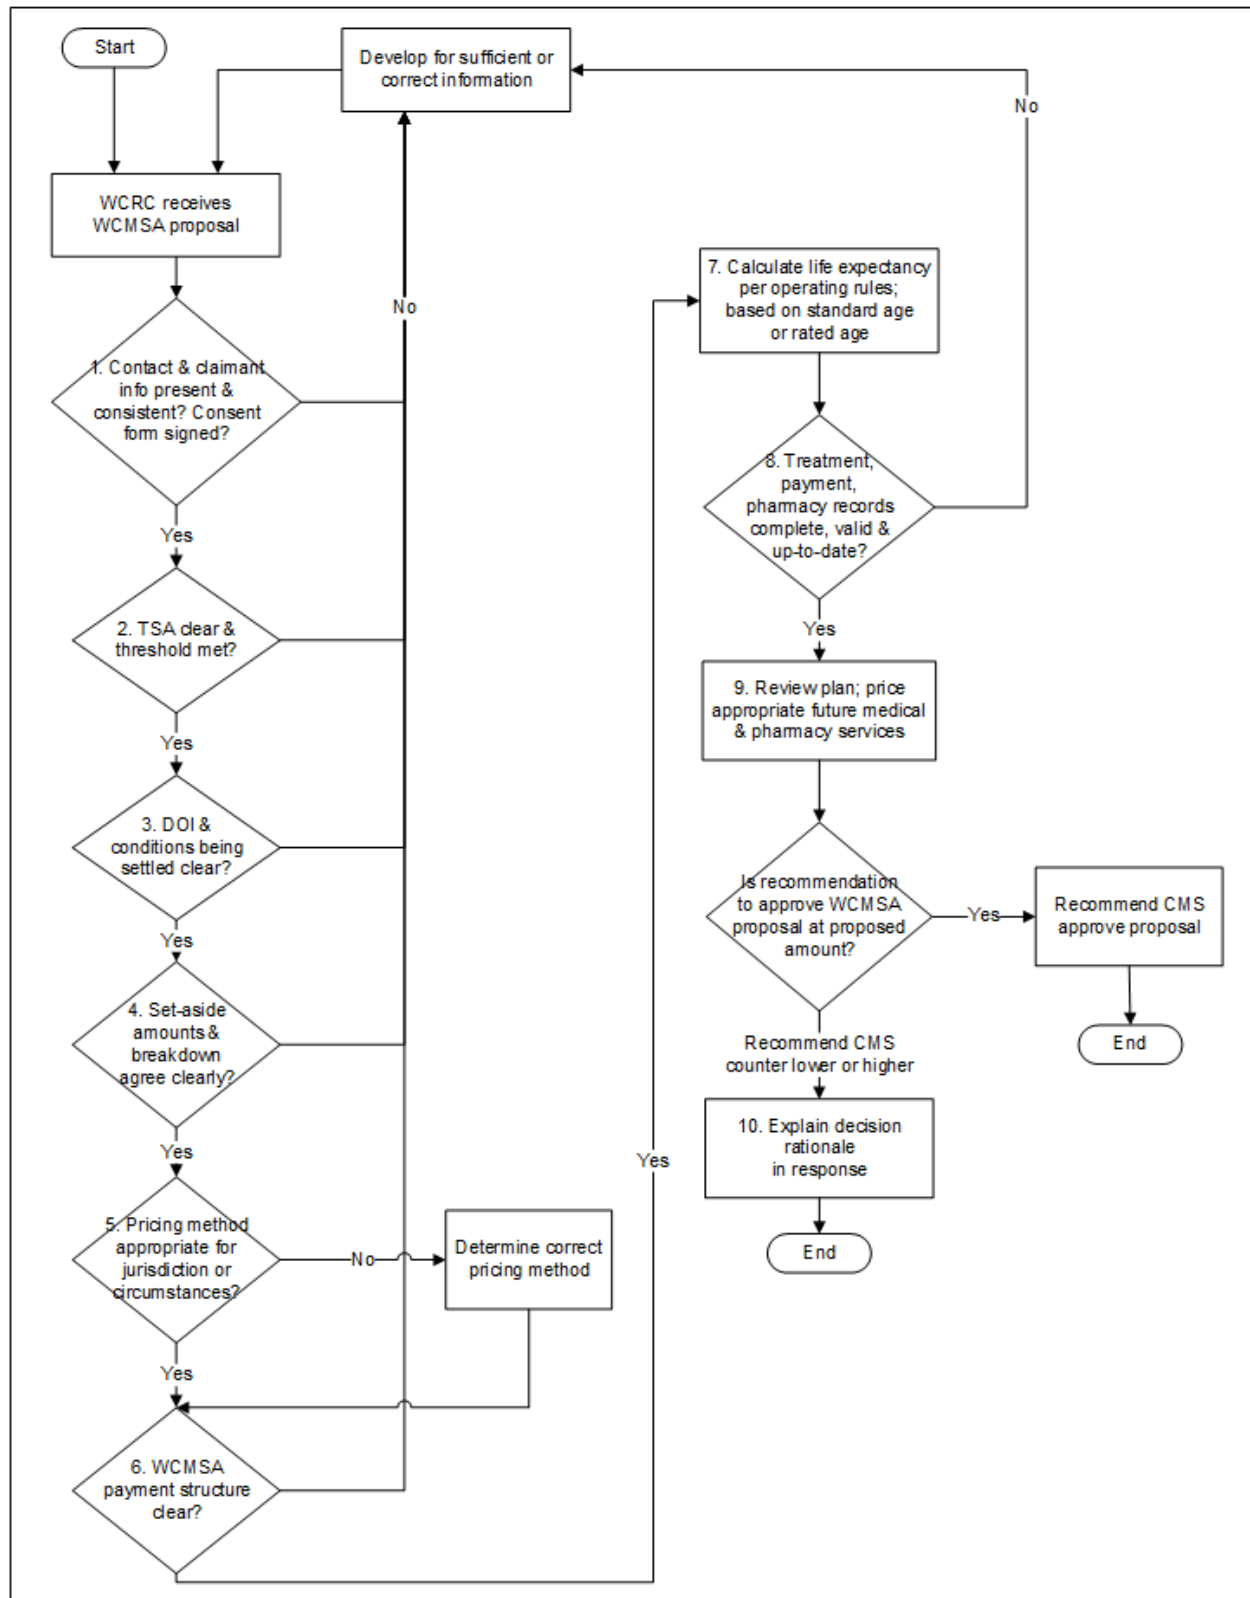 Start
Develop for sufficient or
correct information
No
WCRC receives
WCMSA proposal
No
1. Contact & claimant
info present &
consistent? Consent
form signed?
Yes
2. TSA clear &
threshold met?
Yes
3. DOI &
conditions being
settled clear?
Yes
4. Set-aside
amounts &
breakdown
agree clearly?
Yes
5. Pricing method
appropriate for
jurisdiction or
circumstances?
No
Determine correct
pricing method
Yes
6. WCMSA
payment structure
clear?
Yes
7. Calculate life expectancy
per operating rules;
based on standard age
or rated age
8. Treatment,
payment,
pharmacy records
complete, valid &
up-to-date?
Yes
9. Review plan; price
appropriate future medical
& pharmacy services
Is recommendation
to approve WCMSA
proposal at proposed
amount?
Yes
Recommend CMS
approve proposal
End
Recommend CMS
counter lower or higher
10. Explain decision
rationale
in response
End